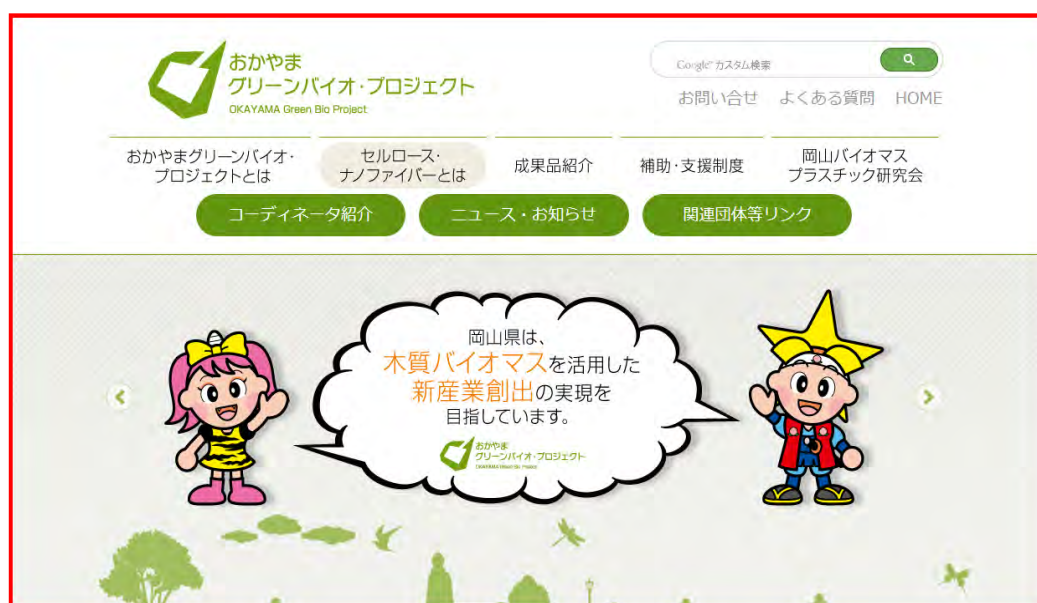 おかやま
グリーンバイオ・プロジェクト
OKAYAMA Green Bio Project
Google™ カスタム検索
お問い合せ よくある質問 HOME
おかやまグリーンバイオ・
プロジェクトとは
セルロース・
ナノファイバーとは
成果品紹介
補助・支援制度
岡山バイオマス
プラスチック研究会
コーディネータ紹介
ニュース・お知らせ
関連団体等リンク
岡山県は、
木質バイオマスを活用した
新産業創出の実現を
目指しています。
おかやま
グリーンバイオ・プロジェクト
OKAYAMA Green Bio Project